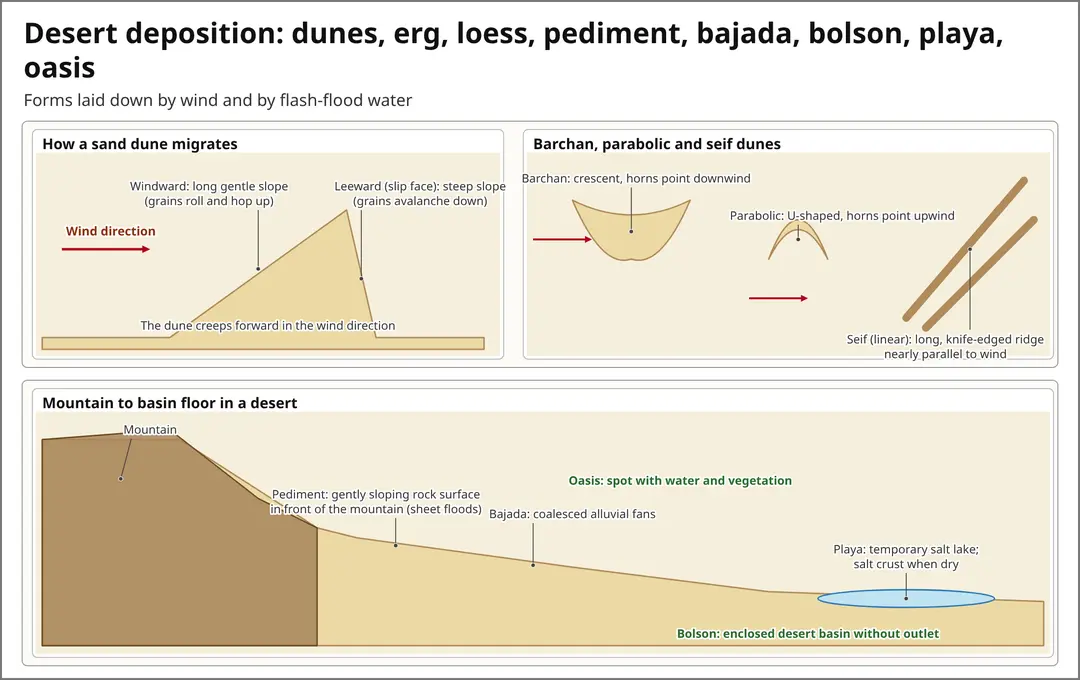 Desert deposition: dunes, erg, loess, pediment, bajada, bolson, playa,
oasis
Forms laid down by wind and by flash-flood water
How a sand dune migrates
Windward: long gentle slope
(grains roll and hop up)
Leeward (slip face): steep slope
(grains avalanche down)
Wind direction
The dune creeps forward in the wind direction
Barchan, parabolic and seif dunes
Barchan: crescent, horns point downwind
Parabolic: U-shaped, horns point upwind
Seif (linear): long, knife-edged ridge
nearly parallel to wind
Mountain to basin floor in a desert
Mountain
Pediment: gently sloping rock surface
in front of the mountain (sheet floods)
Bajada: coalesced alluvial fans
Oasis: spot with water and vegetation
Playa: temporary salt lake;
salt crust when dry
Bolson: enclosed desert basin without outlet